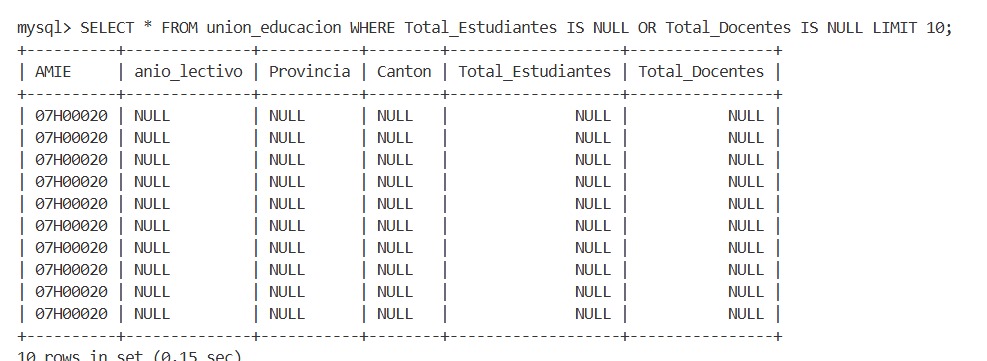 mysql> SELECT * FROM union_educacion WHERE Total_Estudiantes IS NULL OR Total_Docentes IS NULL LIMIT 10;
+----------+--------------+-----------+--------+-------------------+----------------+
| AMIE     | anio_lectivo | Provincia | Canton | Total_Estudiantes | Total_Docentes |
+----------+--------------+-----------+--------+-------------------+----------------+
| 07H00020 | NULL         | NULL      | NULL   |              NULL |           NULL |
| 07H00020 | NULL         | NULL      | NULL   |              NULL |           NULL |
| 07H00020 | NULL         | NULL      | NULL   |              NULL |           NULL |
| 07H00020 | NULL         | NULL      | NULL   |              NULL |           NULL |
| 07H00020 | NULL         | NULL      | NULL   |              NULL |           NULL |
| 07H00020 | NULL         | NULL      | NULL   |              NULL |           NULL |
| 07H00020 | NULL         | NULL      | NULL   |              NULL |           NULL |
| 07H00020 | NULL         | NULL      | NULL   |              NULL |           NULL |
| 07H00020 | NULL         | NULL      | NULL   |              NULL |           NULL |
| 07H00020 | NULL         | NULL      | NULL   |              NULL |           NULL |
+----------+--------------+-----------+--------+-------------------+----------------+
10 rows in set (0.15 sec)